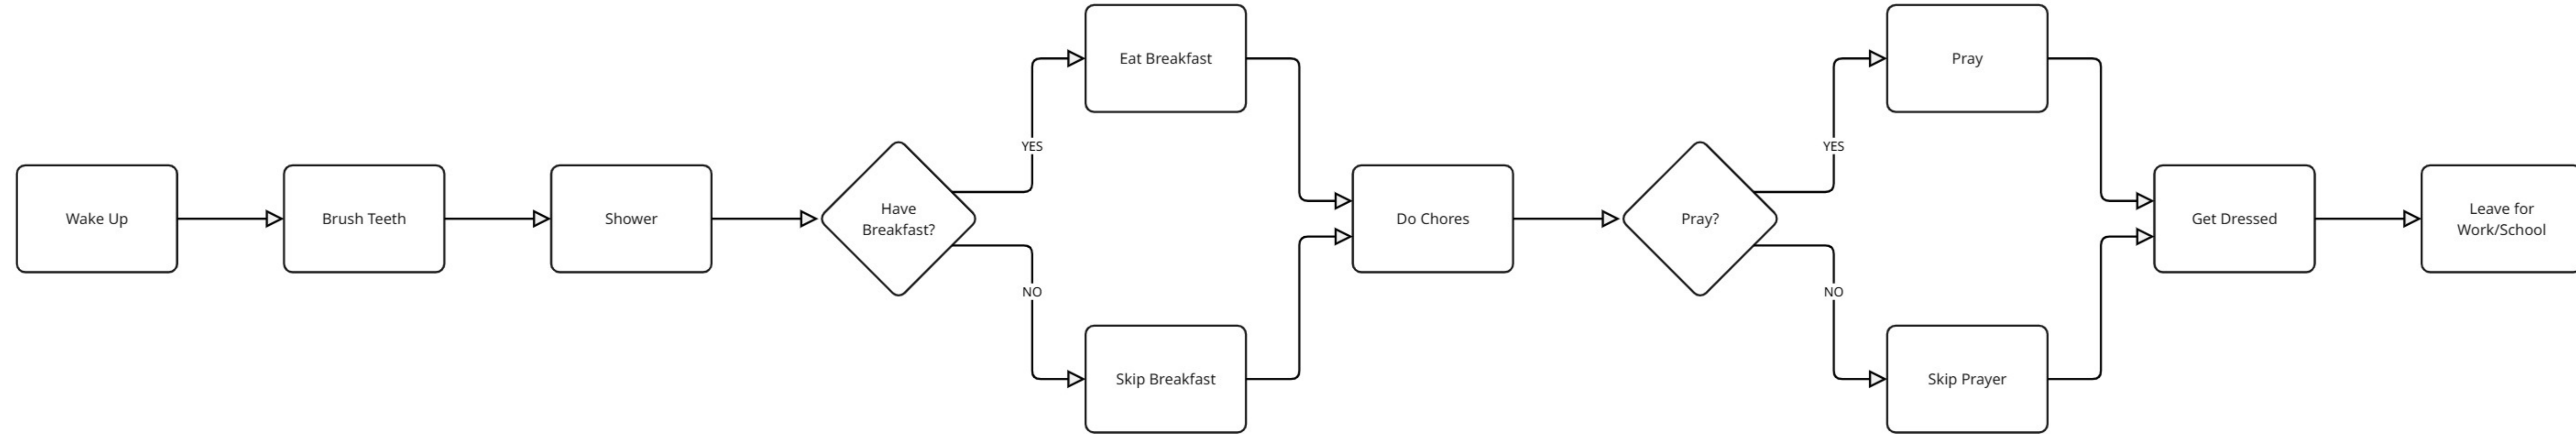 Wake Up
Brush Teeth
Shower
Have
Breakfast?
YES
NO
Eat Breakfast
Skip Breakfast
Do Chores
Pray?
YES
NO
Pray
Skip Prayer
Get Dressed
Leave for
Work/School